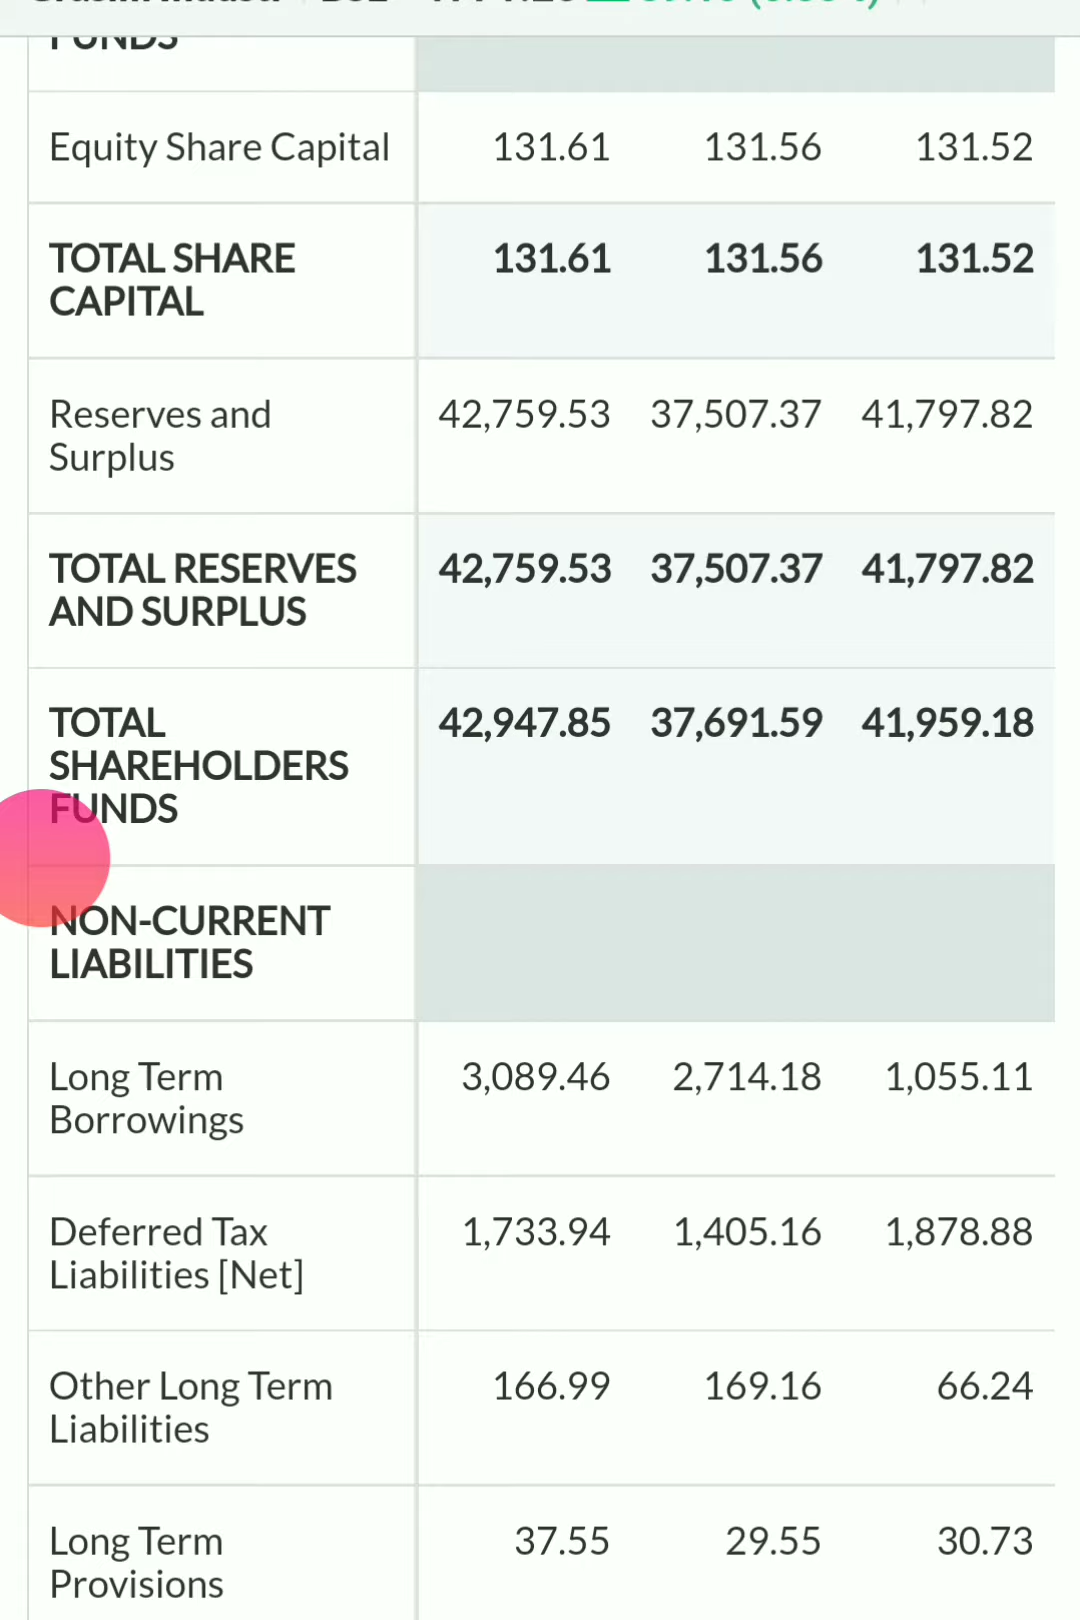 FUNDS
Equity Share Capital 131.61 131.56 131.52
TOTAL SHARE 131.61 131.56 131.52
CAPITAL
Reserves and 42,759.53 37,507.37 41,797.82
Surplus
TOTAL RESERVES 42,759.53 37,507.37 41,797.82
AND SURPLUS
TOTAL 42,947.85 37,691.59 41,959.18
SHAREHOLDERS
FUNDS
NON-CURRENT
LIABILITIES
Long Term 3,089.46 2,714.18 1,055.11
Borrowings
Deferred Tax 1,733.94 1,405.16 1,878.88
Liabilities [Net]
Other Long Term 166.99 169.16 66.24
Liabilities
Long Term 37.55 29.55 30.73
Provisions